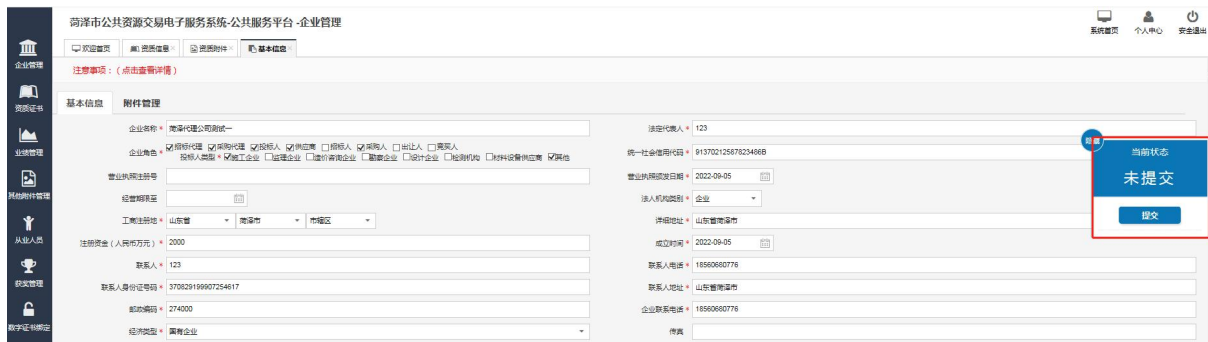 菏泽市公共资源交易电子服务系统-公共服务平台 -企业管理
系统首页 个人中心 安全退出
欢迎首页 资质信息 资质附件 基本信息
注意事项：（点击查看详情）
企业管理
资质证书
业绩管理
其他附件管理
从业人员
获奖管理
数字证书绑定
基本信息 附件管理
企业名称 * 菏泽代理公司测试一 法定代表人 * 123
企业角色 * 招标代理 采购代理 投标人 供应商 招标人 采购人 出让人 竞买人
投标人类型 * 施工企业 监理企业 造价咨询企业 勘察企业 设计企业 检测机构 材料设备供应商 其他
统一社会信用代码 * 91370212587823486B
营业执照注册号 营业执照颁发日期 * 2022-09-05
经营期限至 法人机构类别 * 企业
工商注册地 * 山东省 菏泽市 市辖区 详细地址 * 山东省菏泽市
注册资金（人民币万元） * 2000 成立时间 * 2022-09-05
联系人 * 123 联系人电话 * 18560680776
联系人身份证号码 * 370829199907254617 联系人地址 * 山东省菏泽市
邮政编码 * 274000 企业联系电话 * 18560680776
经济类型 * 国有企业 传真
隐藏
当前状态
未提交
提交